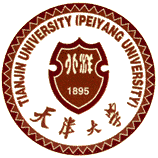 TIANJIN UNIVERSITY (PEIYANG UNIVERSITY)
北洋
1895
天津大学